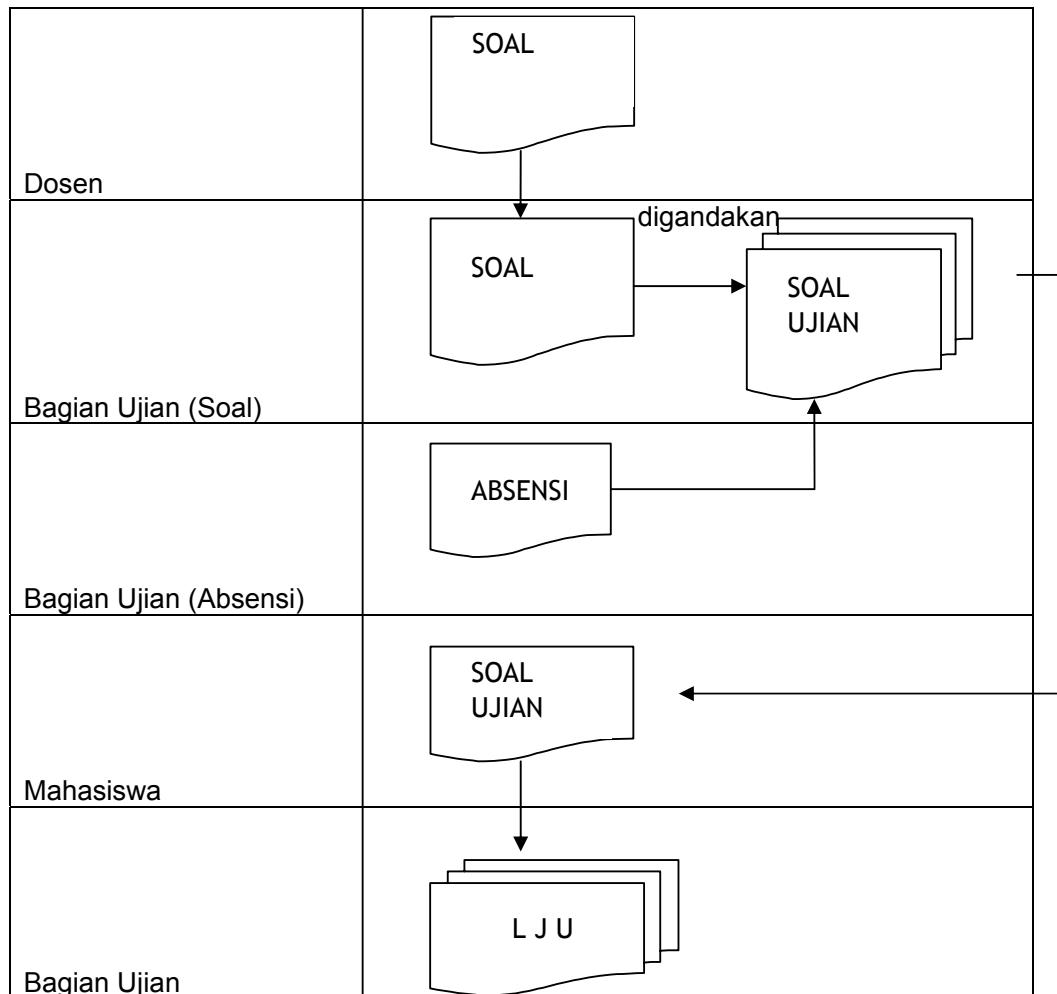 SOAL
Dosen
digandakan
SOAL
SOAL
UJIAN
Bagian Ujian (Soal)
ABSENSI
Bagian Ujian (Absensi)
SOAL
UJIAN
Mahasiswa
L J U
Bagian Ujian